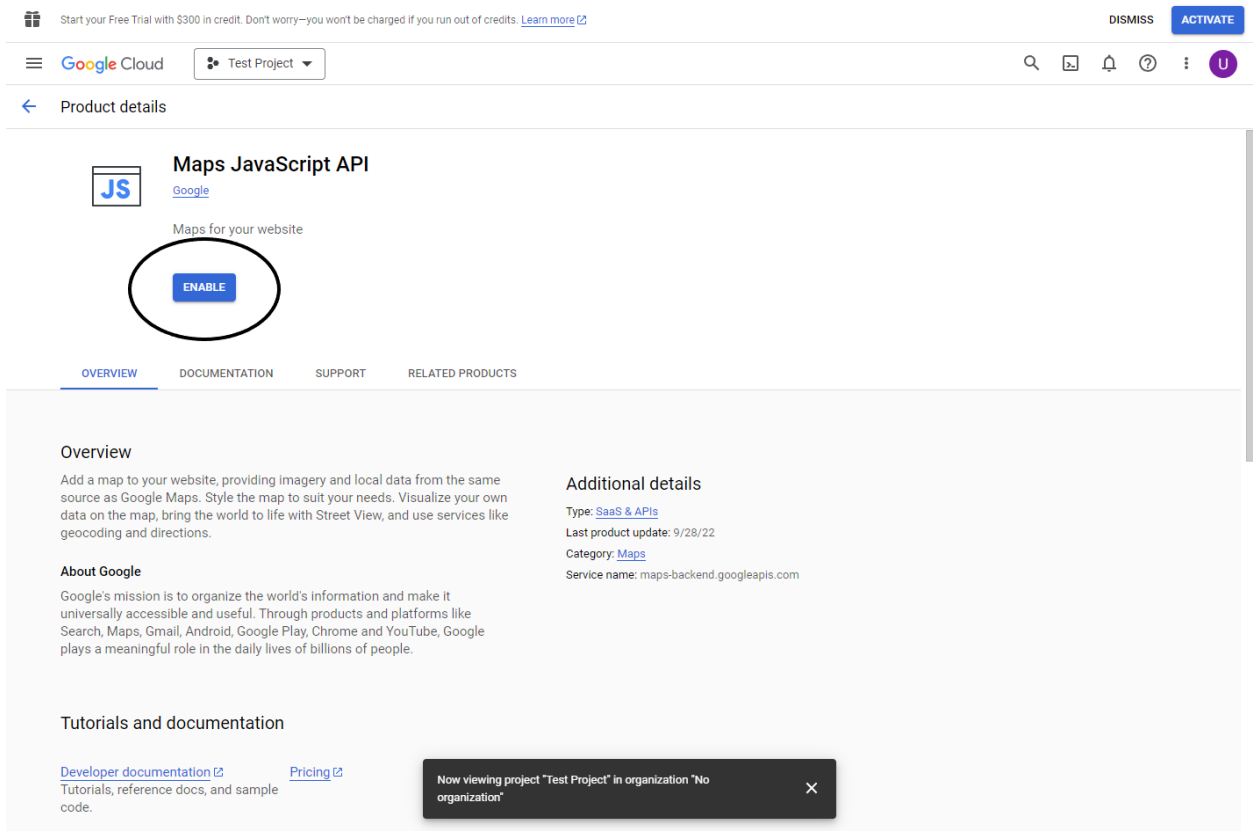 Start your Free Trial with $300 in credit. Don't worry—you won't be charged if you run out of credits. Learn more
DISMISS
ACTIVATE
Google Cloud
Test Project
U
Product details
JS
Maps JavaScript API
Google
Maps for your website
ENABLE
OVERVIEW
DOCUMENTATION
SUPPORT
RELATED PRODUCTS
Overview
Add a map to your website, providing imagery and local data from the same
source as Google Maps. Style the map to suit your needs. Visualize your own
data on the map, bring the world to life with Street View, and use services like
geocoding and directions.
About Google
Google's mission is to organize the world's information and make it
universally accessible and useful. Through products and platforms like
Search, Maps, Gmail, Android, Google Play, Chrome and YouTube, Google
plays a meaningful role in the daily lives of billions of people.
Additional details
Type: SaaS & APIs
Last product update: 9/28/22
Category: Maps
Service name: maps-backend.googleapis.com
Tutorials and documentation
Developer documentation
Tutorials, reference docs, and sample
code.
Pricing
Now viewing project "Test Project" in organization "No
organization"